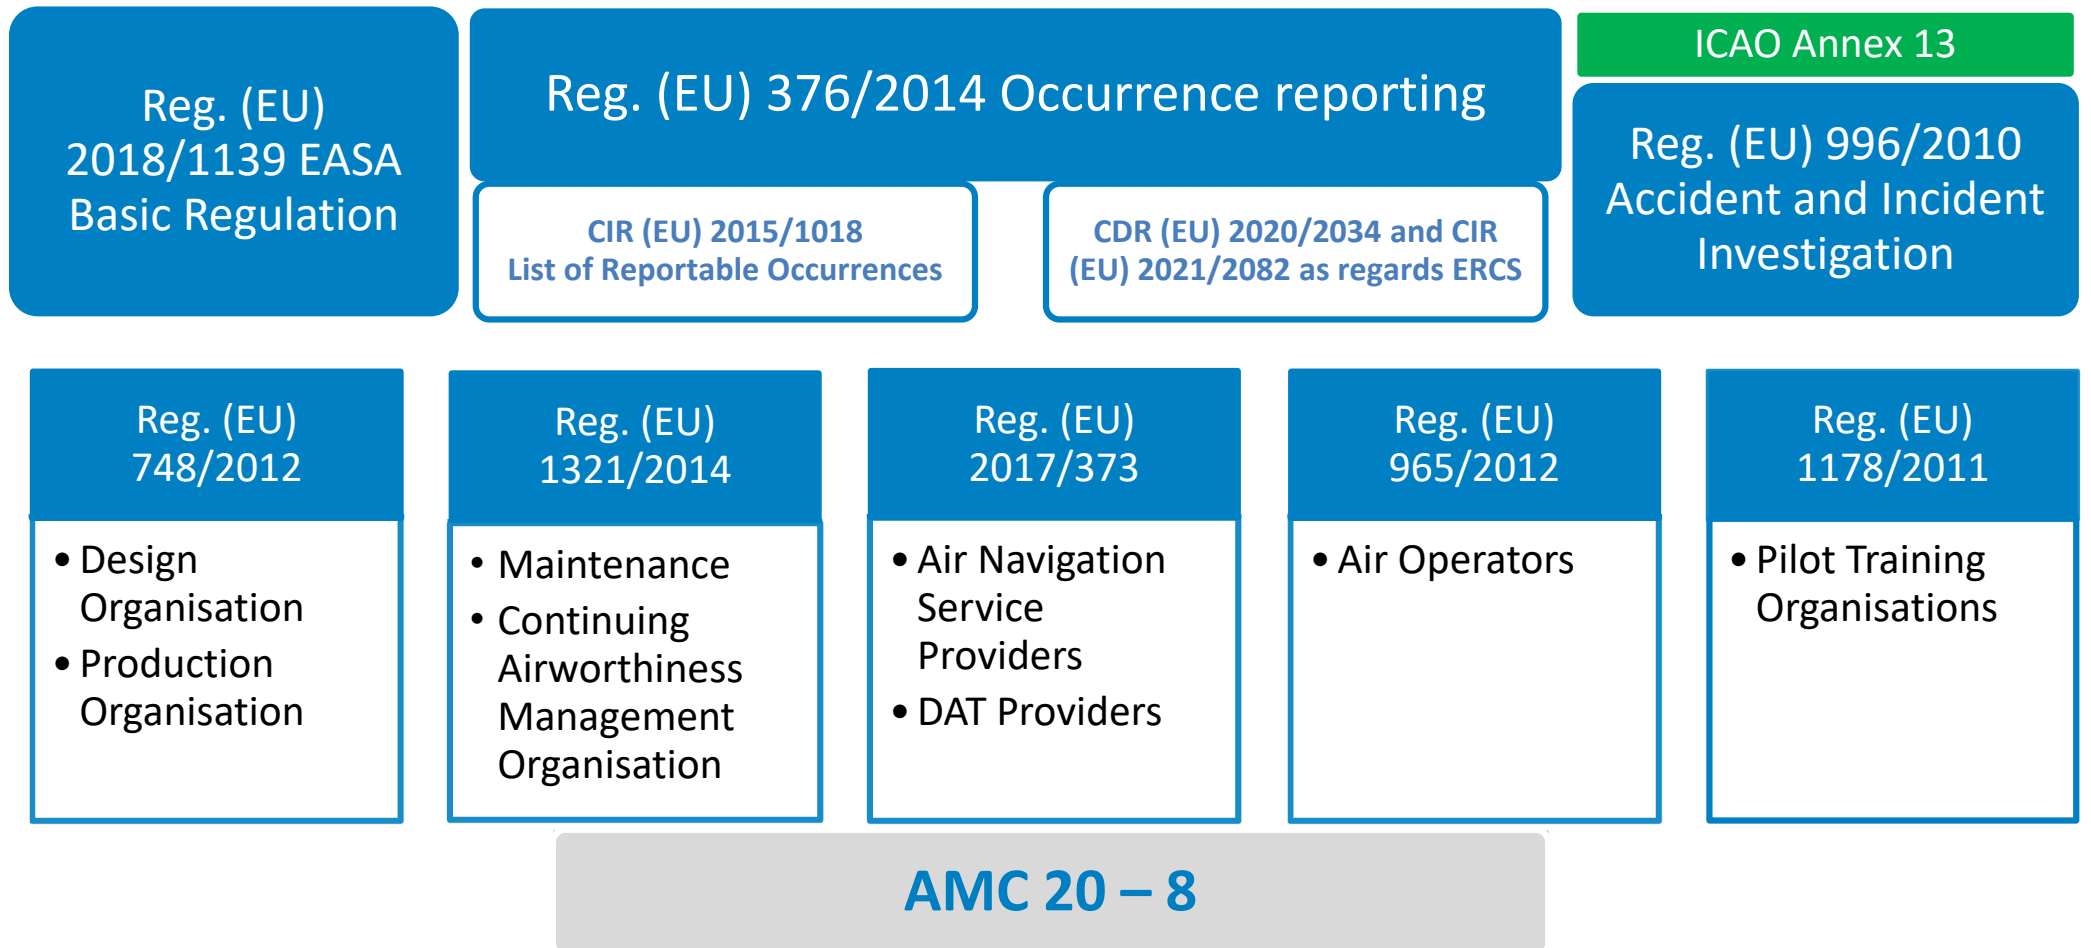 Reg. (EU)
2018/1139 EASA
Basic Regulation
Reg. (EU) 376/2014 Occurrence reporting
CIR (EU) 2015/1018
List of Reportable Occurrences
CDR (EU) 2020/2034 and CIR
(EU) 2021/2082 as regards ERCS
ICAO Annex 13
Reg. (EU) 996/2010
Accident and Incident
Investigation
Reg. (EU)
748/2012
• Design
Organisation
• Production
Organisation
Reg. (EU)
1321/2014
• Maintenance
• Continuing
Airworthiness
Management
Organisation
Reg. (EU)
2017/373
• Air Navigation
Service
Providers
• DAT Providers
Reg. (EU)
965/2012
• Air Operators
Reg. (EU)
1178/2011
• Pilot Training
Organisations
AMC 20 – 8